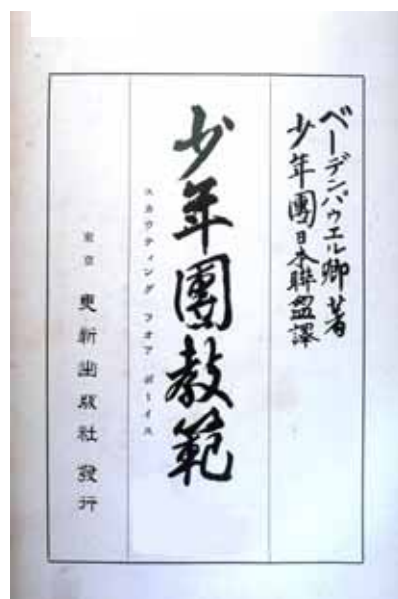 ベーデンパウエル卿著
少年團日本聯盟譯
少年團教範
スカウティング フオア ボーイス
東京 更新出版社 發行